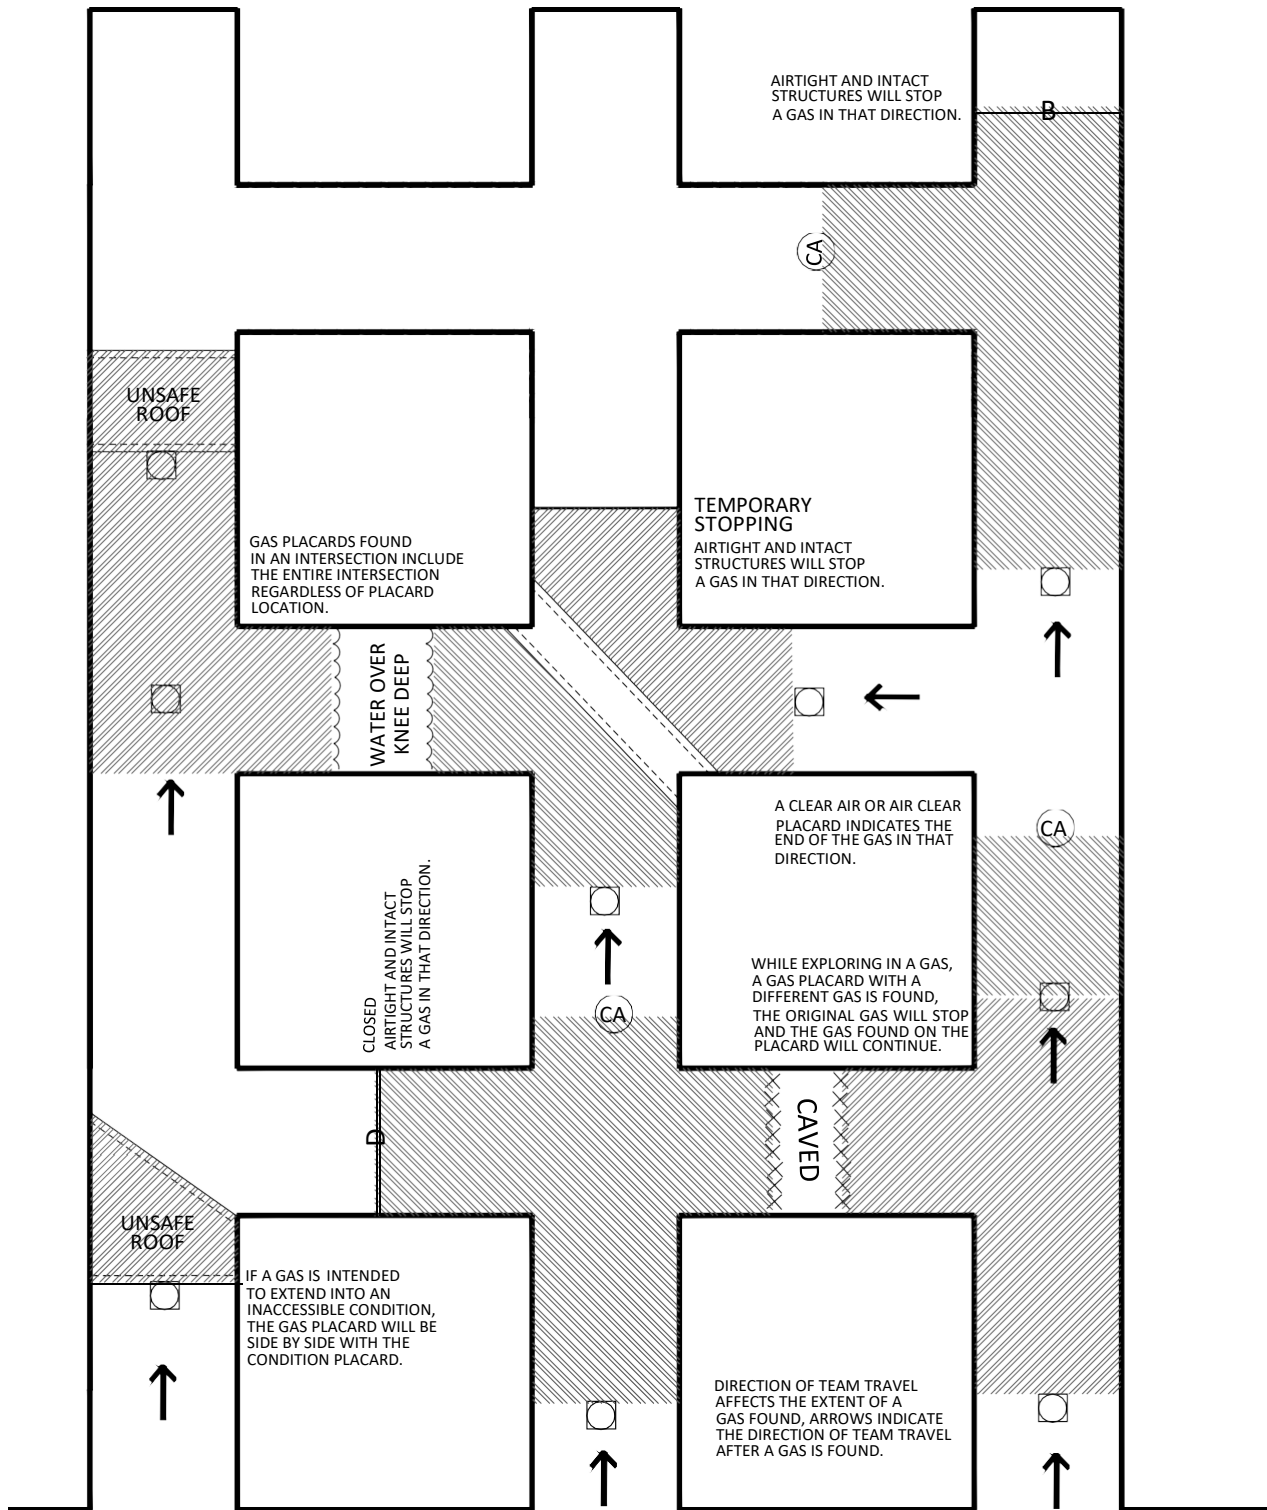 AIRTIGHT AND INTACT
STRUCTURES WILL STOP
A GAS IN THAT DIRECTION.
B
CA
UNSAFE
ROOF
TEMPORARY
STOPPING
AIRTIGHT AND INTACT
STRUCTURES WILL STOP
A GAS IN THAT DIRECTION.
GAS PLACARDS FOUND
IN AN INTERSECTION INCLUDE
THE ENTIRE INTERSECTION
REGARDLESS OF PLACARD
LOCATION.
WATER OVER
KNEE DEEP
A CLEAR AIR OR AIR CLEAR
PLACARD INDICATES THE
END OF THE GAS IN THAT
DIRECTION.
CA
CLOSED
AIRTIGHT AND INTACT
STRUCTURES WILL STOP
A GAS IN THAT DIRECTION.
WHILE EXPLORING IN A GAS,
A GAS PLACARD WITH A
DIFFERENT GAS IS FOUND,
THE ORIGINAL GAS WILL STOP
AND THE GAS FOUND ON THE
PLACARD WILL CONTINUE.
CA
D
CAVED
UNSAFE
ROOF
IF A GAS IS INTENDED
TO EXTEND INTO AN
INACCESSIBLE CONDITION,
THE GAS PLACARD WILL BE
SIDE BY SIDE WITH THE
CONDITION PLACARD.
DIRECTION OF TEAM TRAVEL
AFFECTS THE EXTENT OF A
GAS FOUND, ARROWS INDICATE
THE DIRECTION OF TEAM TRAVEL
AFTER A GAS IS FOUND.